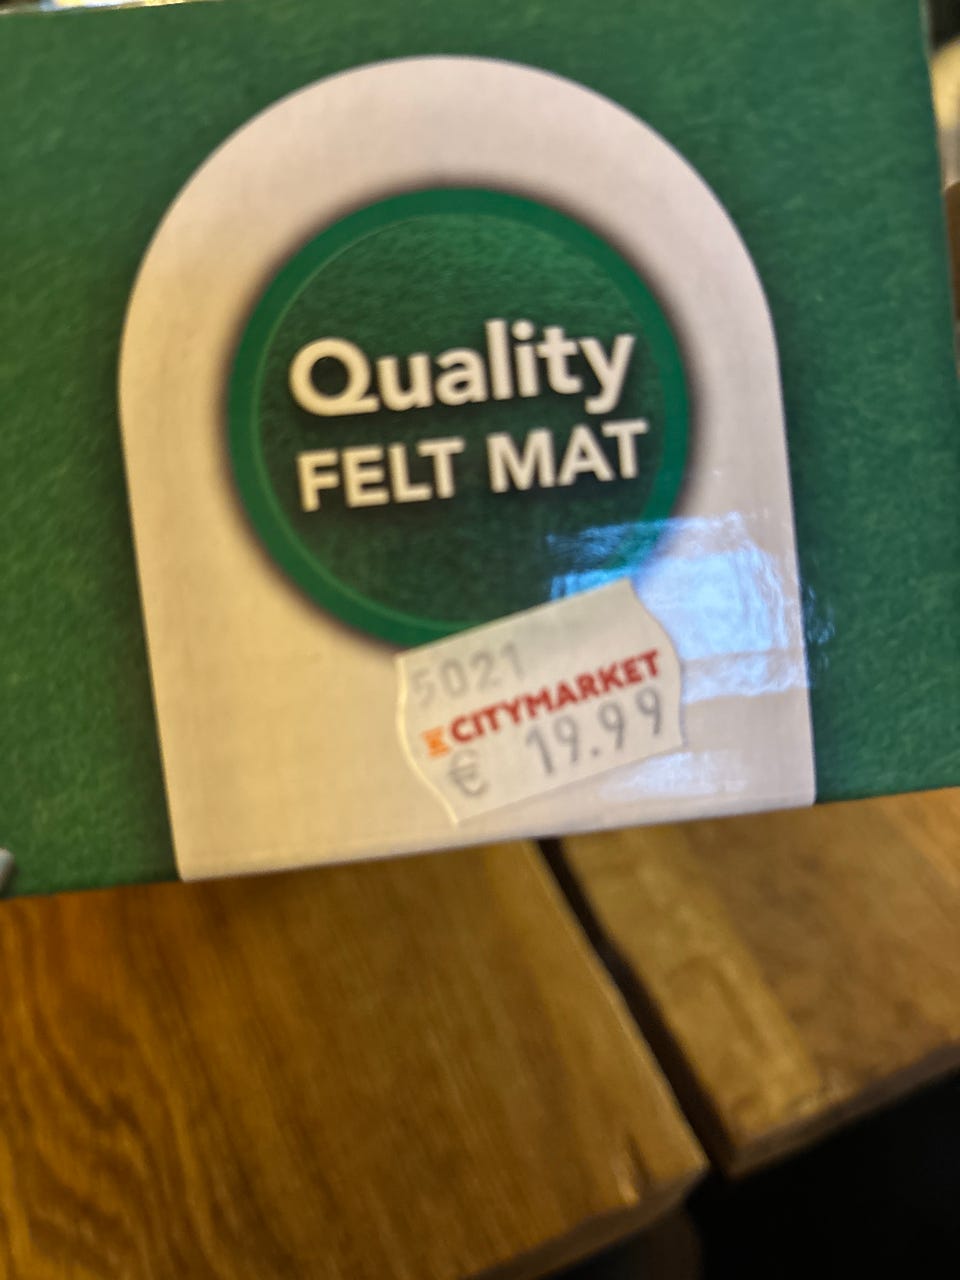 Quality
FELT MAT
5021
K CITYMARKET
€ 19.99